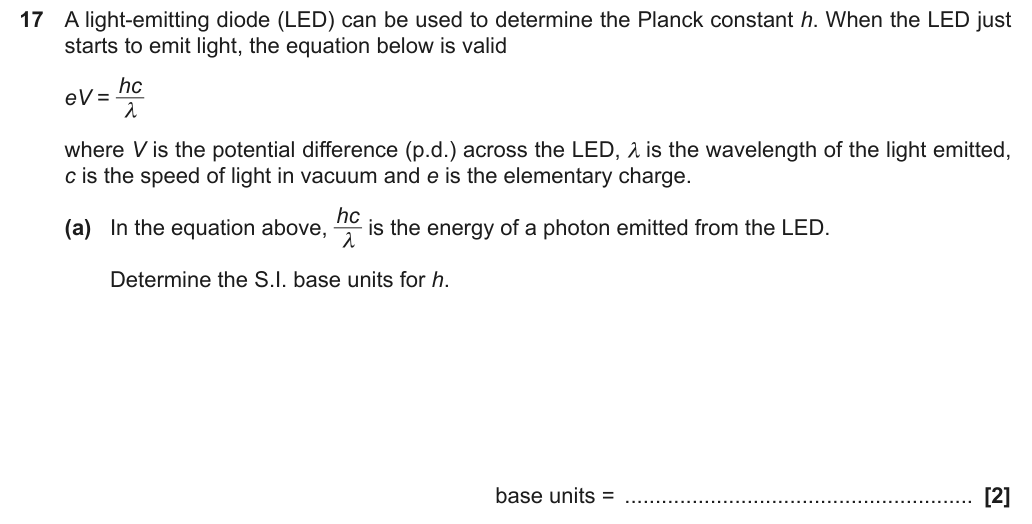 17 A light-emitting diode (LED) can be used to determine the Planck constant h. When the LED just
starts to emit light, the equation below is valid
eV = hc/λ
where V is the potential difference (p.d.) across the LED, λ is the wavelength of the light emitted,
c is the speed of light in vacuum and e is the elementary charge.
(a) In the equation above, hc/λ is the energy of a photon emitted from the LED.
Determine the S.I. base units for h.
base units = ......................................................... [2]